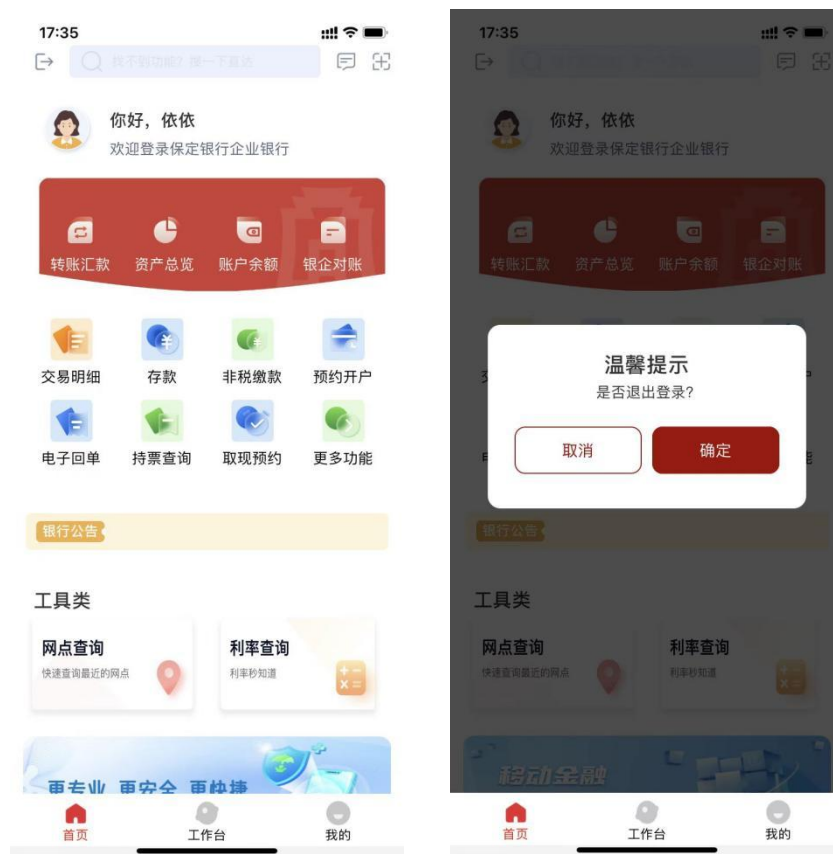 17:35
找不到功能？搜一下直达
你好，依依
欢迎登录保定银行企业银行
转账汇款 资产总览 账户余额 银企对账
交易明细 存款 非税缴款 预约开户
电子回单 持票查询 取现预约 更多功能
银行公告
工具类
网点查询 利率查询
快速查询最近的网点 利率秒知道
更专业 更安全 更快捷
首页 工作台 我的
17:35
你好，依依
欢迎登录保定银行企业银行
转账汇款 资产总览 账户余额 银企对账
温馨提示
是否退出登录？
取消 确定
银行公告
工具类
网点查询 利率查询
快速查询最近的网点 利率秒知道
移动金融
首页 工作台 我的